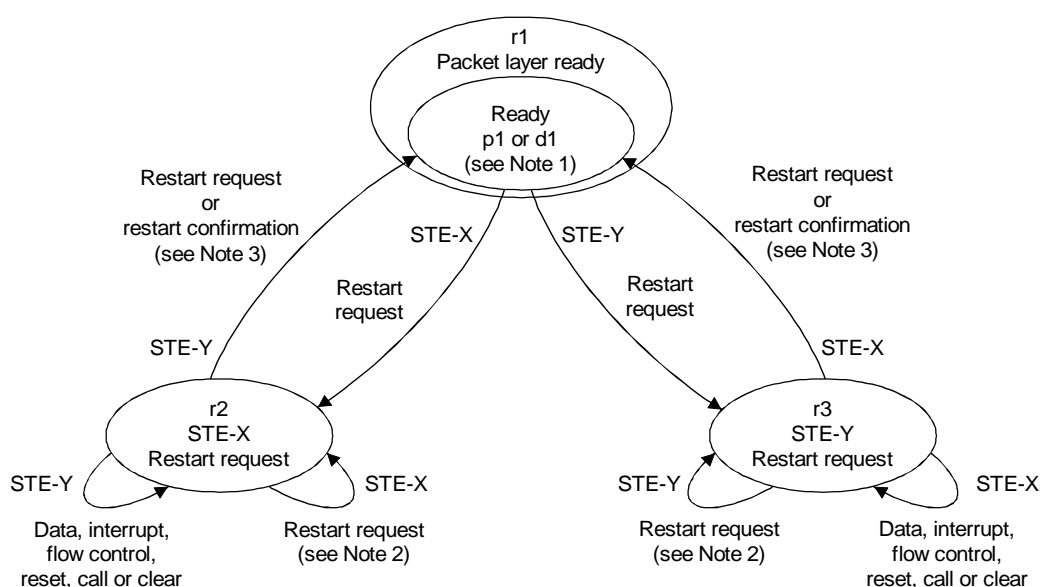 r1
Packet layer ready
Ready
p1 or d1
(see Note 1)
Restart request
or
restart confirmation
(see Note 3)
STE-X
STE-Y
Restart request
or
restart confirmation
(see Note 3)
Restart
request
Restart
request
STE-Y
STE-X
r2
STE-X
Restart request
r3
STE-Y
Restart request
STE-Y
STE-X
STE-Y
STE-X
Data, interrupt,
flow control,
reset, call or clear
Restart request
(see Note 2)
Restart request
(see Note 2)
Data, interrupt,
flow control,
reset, call or clear